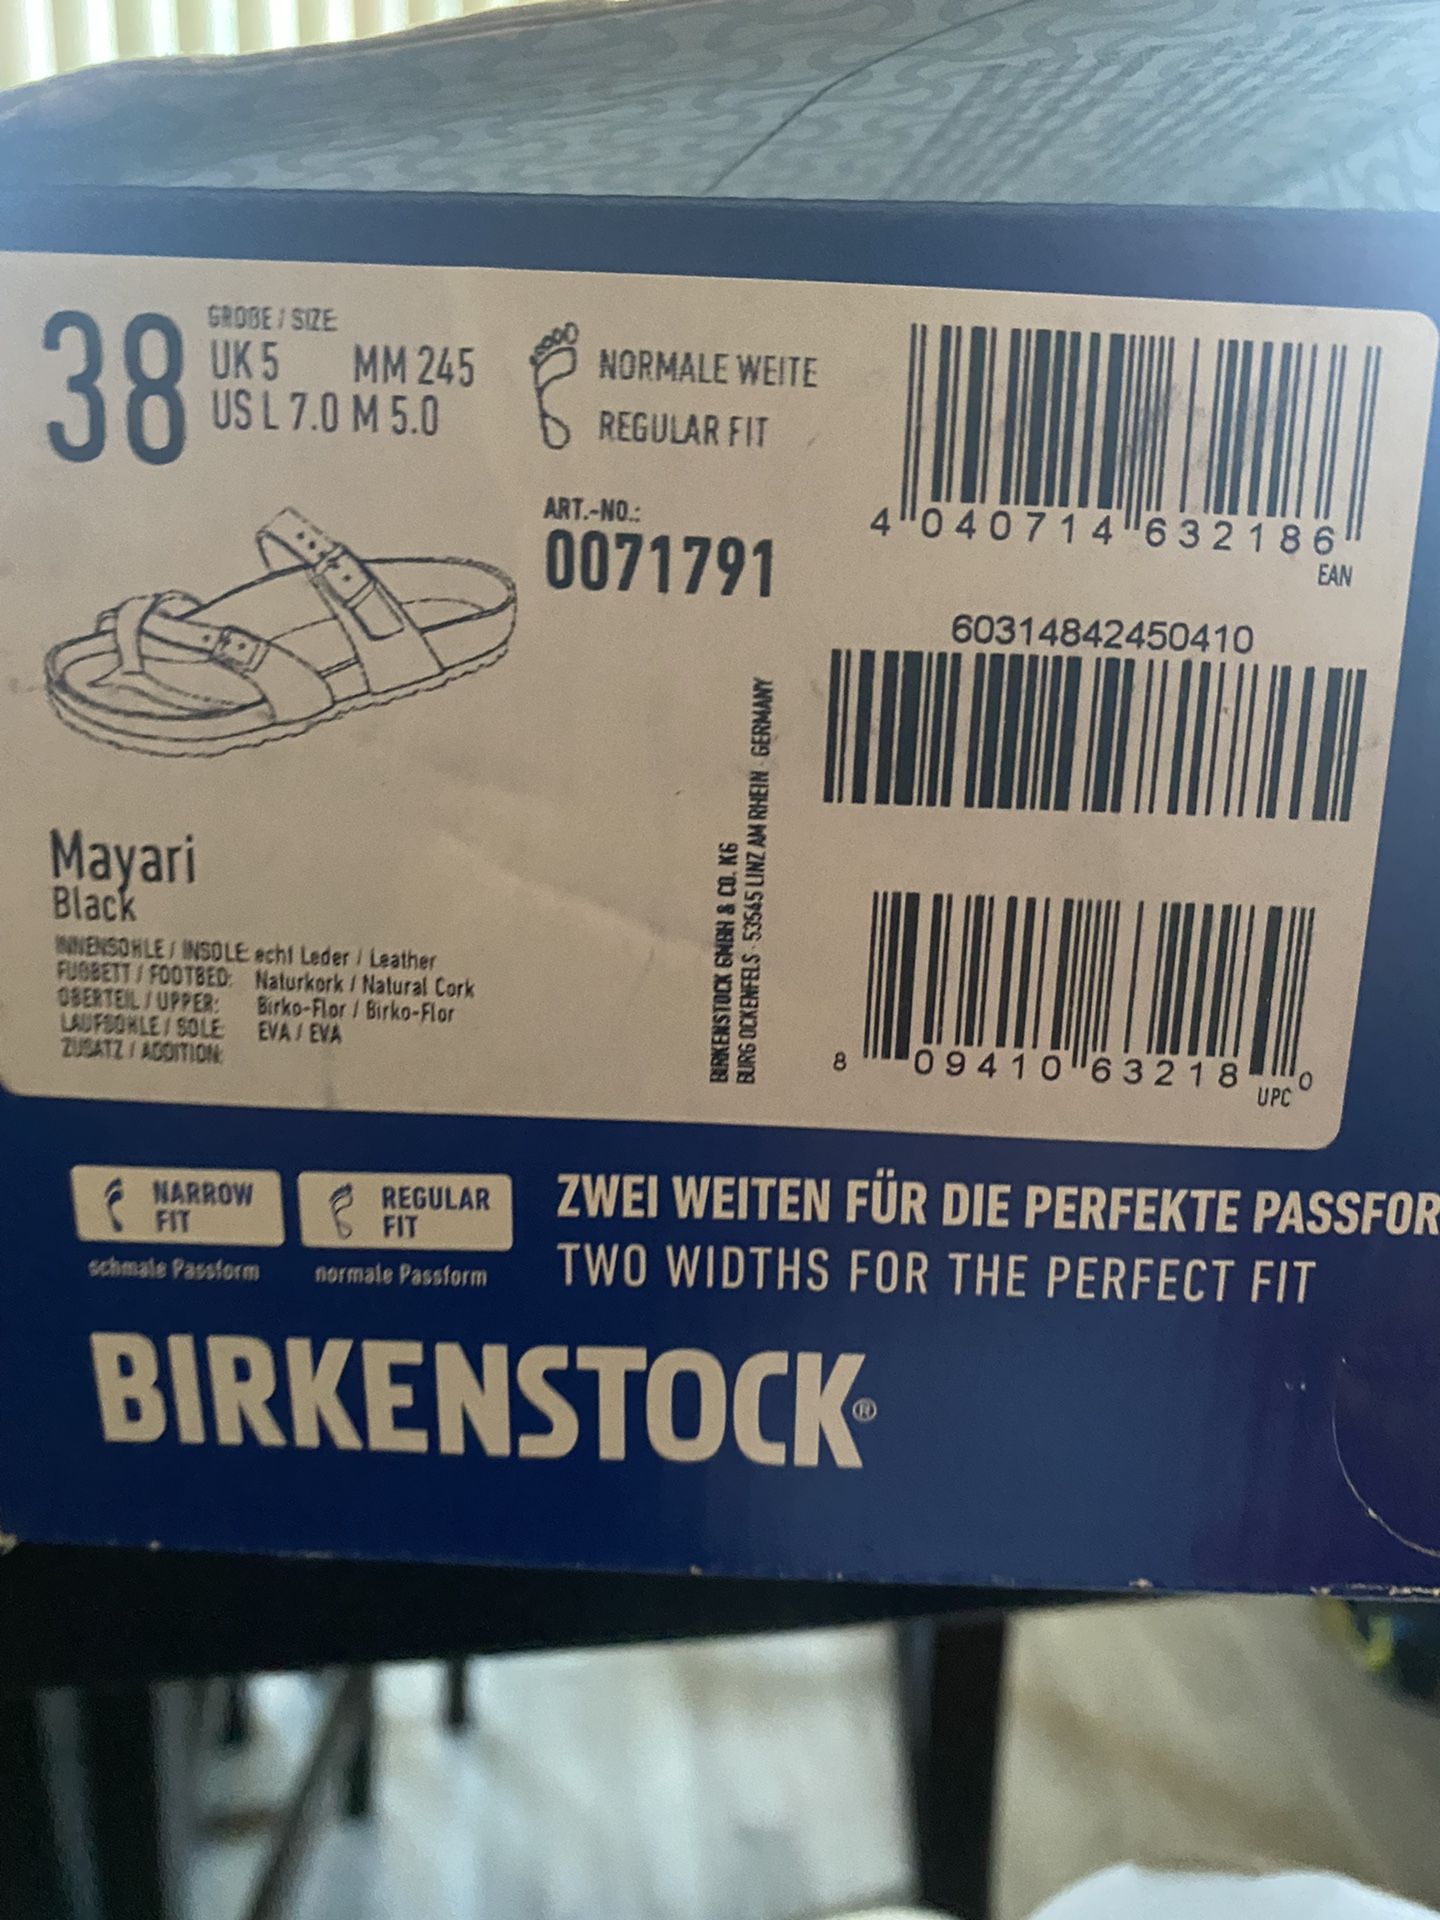 38
GRÖßE / SIZE
UK 5 MM 245
US L 7.0 M 5.0
NORMALE WEITE
REGULAR FIT
ART.-NO.:
0071791
4 040714 632186
EAN
60314842450410
BIRKENSTOCK GMBH & CO. KG
BURG OCKENFELS · 53545 LINZ AM RHEIN · GERMANY
8 09410 63218 0
UPC
Mayari
Black
INNENSOHLE / INSOLE: echt Leder / Leather
FUßBETT / FOOTBED: Naturkork / Natural Cork
OBERTEIL / UPPER: Birko-Flor / Birko-Flor
LAUFSOHLE / SOLE: EVA / EVA
ZUSATZ / ADDITION:
NARROW
FIT
schmale Passform
REGULAR
FIT
normale Passform
ZWEI WEITEN FÜR DIE PERFEKTE PASSFOR
TWO WIDTHS FOR THE PERFECT FIT
BIRKENSTOCK®